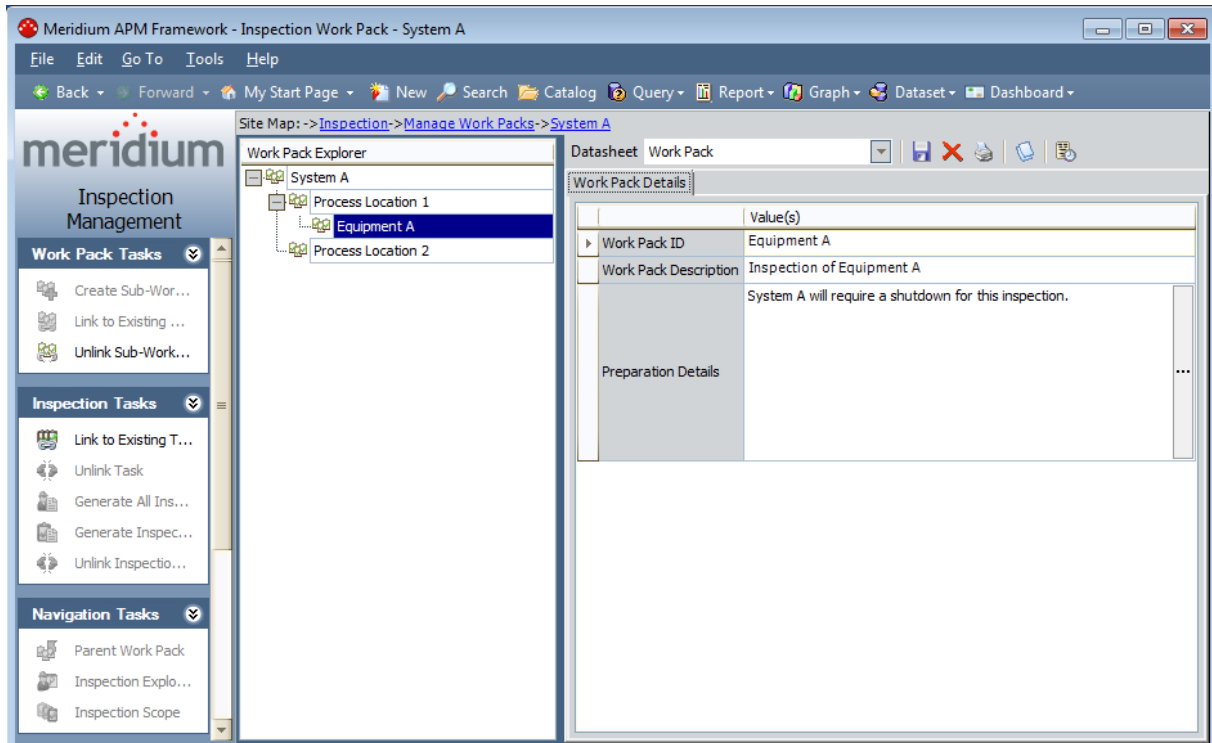 Meridium APM Framework - Inspection Work Pack - System A
File Edit Go To Tools Help
Back Forward My Start Page New Search Catalog Query Report Graph Dataset Dashboard
meridium
Inspection
Management
Work Pack Tasks
Create Sub-Wor...
Link to Existing ...
Unlink Sub-Work...
Inspection Tasks
Link to Existing T...
Unlink Task
Generate All Ins...
Generate Inspec...
Unlink Inspectio...
Navigation Tasks
Parent Work Pack
Inspection Explo...
Inspection Scope
Site Map: ->Inspection->Manage Work Packs->System A
Work Pack Explorer
System A
Process Location 1
Equipment A
Process Location 2
Datasheet Work Pack
Work Pack Details
Value(s)
Work Pack ID Equipment A
Work Pack Description Inspection of Equipment A
Preparation Details System A will require a shutdown for this inspection.
...